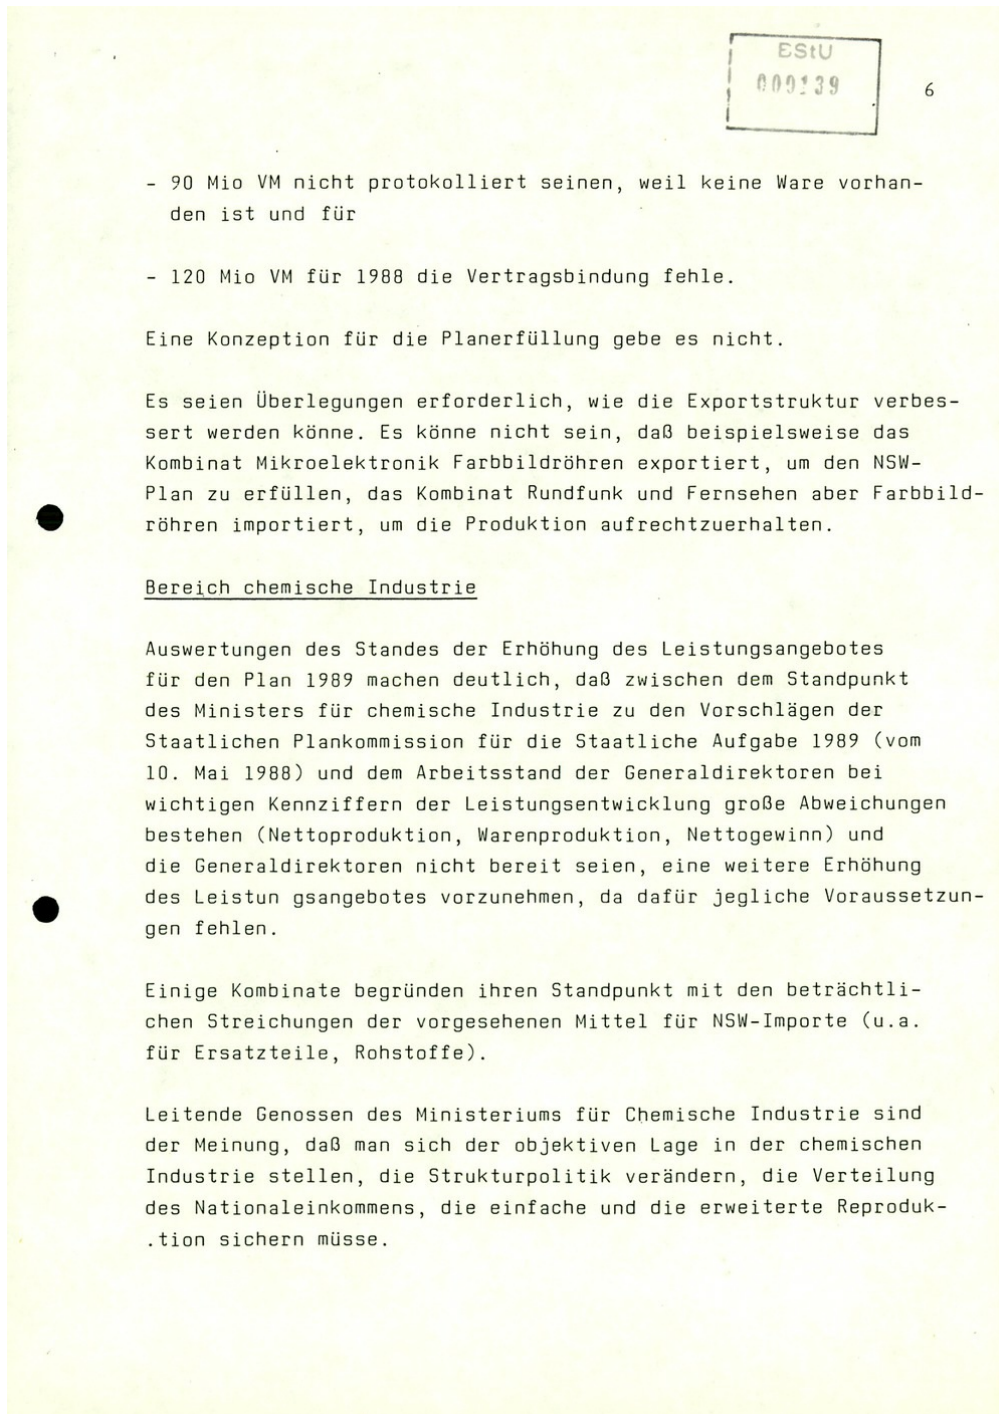 BStU
000139
6
- 90 Mio VM nicht protokolliert seinen, weil keine Ware vorhan-
den ist und für
- 120 Mio VM für 1988 die Vertragsbindung fehle.
Eine Konzeption für die Planerfüllung gebe es nicht.
Es seien Überlegungen erforderlich, wie die Exportstruktur verbes-
sert werden könne. Es könne nicht sein, daß beispielsweise das
Kombinat Mikroelektronik Farbbildröhren exportiert, um den NSW-
Plan zu erfüllen, das Kombinat Rundfunk und Fernsehen aber Farbbild-
röhren importiert, um die Produktion aufrechtzuerhalten.
Bereich chemische Industrie
Auswertungen des Standes der Erhöhung des Leistungsangebotes
für den Plan 1989 machen deutlich, daß zwischen dem Standpunkt
des Ministers für chemische Industrie zu den Vorschlägen der
Staatlichen Plankommission für die Staatliche Aufgabe 1989 (vom
10. Mai 1988) und dem Arbeitsstand der Generaldirektoren bei
wichtigen Kennziffern der Leistungsentwicklung große Abweichungen
bestehen (Nettoproduktion, Warenproduktion, Nettogewinn) und
die Generaldirektoren nicht bereit seien, eine weitere Erhöhung
des Leistun gsangebotes vorzunehmen, da dafür jegliche Voraussetzun-
gen fehlen.
Einige Kombinate begründen ihren Standpunkt mit den beträchtli-
chen Streichungen der vorgesehenen Mittel für NSW-Importe (u.a.
für Ersatzteile, Rohstoffe).
Leitende Genossen des Ministeriums für Chemische Industrie sind
der Meinung, daß man sich der objektiven Lage in der chemischen
Industrie stellen, die Strukturpolitik verändern, die Verteilung
des Nationaleinkommens, die einfache und die erweiterte Reproduk-
.tion sichern müsse.